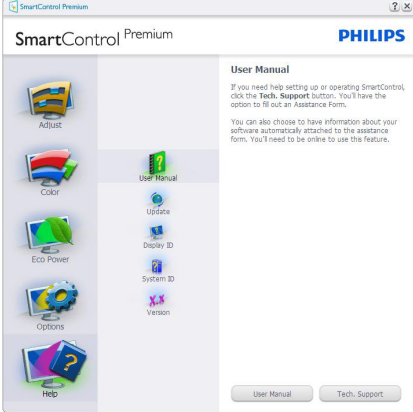 SmartControl Premium
SmartControl Premium
PHILIPS
Adjust
Color
Eco Power
Options
Help
User Manual
Update
Display ID
System ID
X.X
Version
User Manual
If you need help setting up or operating SmartControl,
click the Tech. Support button. You'll have the
option to fill out an Assistance Form.
You can also choose to have information about your
software automatically attached to the assistance
form. You'll need to be online to use this feature.
User Manual
Tech. Support